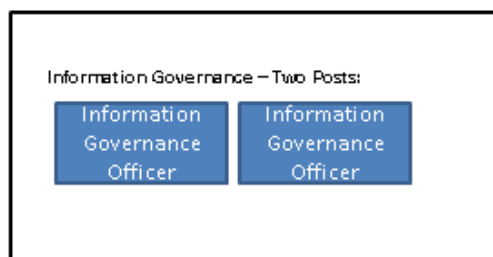 Information Governance – Two Posts:
Information Information
Governance Governance
Officer Officer